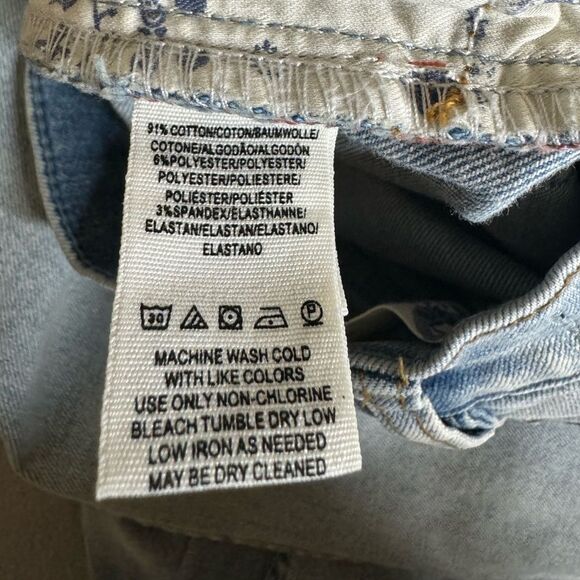 91% COTTON/COTON/BAUMWOLLE/
COTONE/ALGODÃO/ALGODÓN
6%POLYESTER/POLYESTER/
POLYESTER/POLIESTERE/
POLIÉSTER/POLIÉSTER
3%SPANDEX/ELASTHANNE/
ELASTAN/ELASTAN/ELASTANO/
ELASTANO
30 P
MACHINE WASH COLD
WITH LIKE COLORS
USE ONLY NON-CHLORINE
BLEACH TUMBLE DRY LOW
LOW IRON AS NEEDED
MAY BE DRY CLEANED